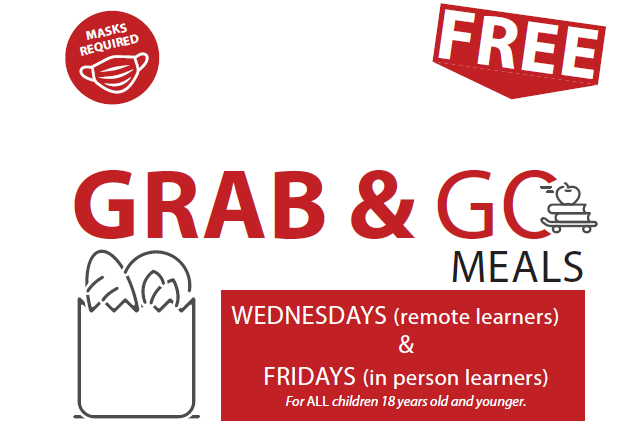 MASKS
REQUIRED
FREE
GRAB & GO
MEALS
WEDNESDAYS (remote learners)
&
FRIDAYS (in person learners)
For ALL children 18 years old and younger.